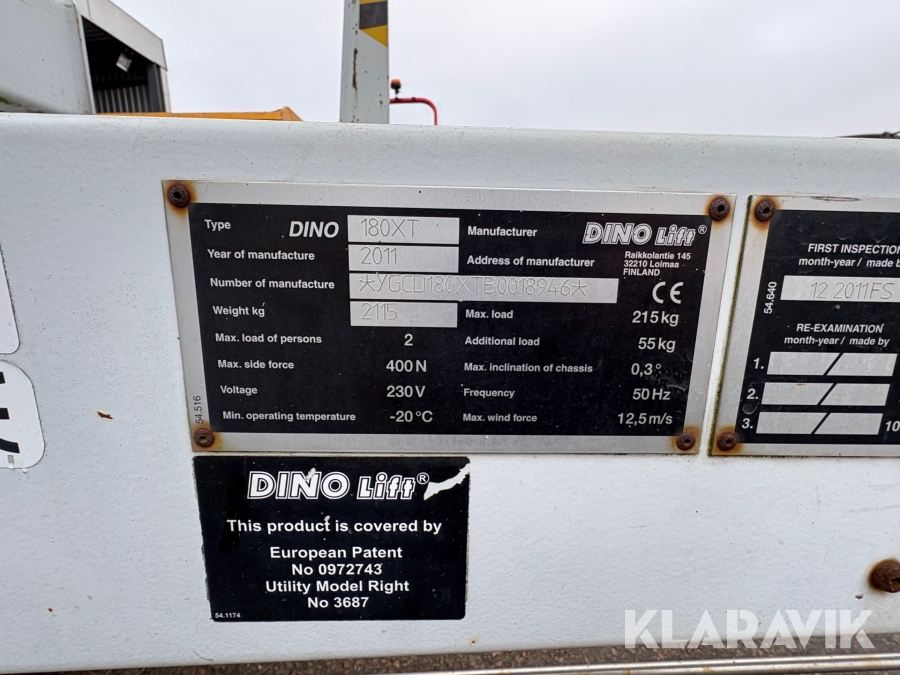 Type DINO 180XT
Year of manufacture 2011
Number of manufacture *YGCD180XTB0018946*
Weight kg 2115
Max. load of persons 2
Max. side force 400 N
Voltage 230 V
Min. operating temperature -20°C
54.516
Manufacturer DINO Lift®
Address of manufacturer Raikkolantie 145
32210 Loimaa
FINLAND
CE
Max. load 215 kg
Additional load 55 kg
Max. inclination of chassis 0,3°
Frequency 50 Hz
Max. wind force 12,5 m/s
54.640
FIRST INSPECTION
month-year / made by
12 2011 FS
RE-EXAMINATION
month-year / made by
1.
2.
3.
10
DINO Lift®
This product is covered by
European Patent
No 0972743
Utility Model Right
No 3687
54.1174
KLARAVIK